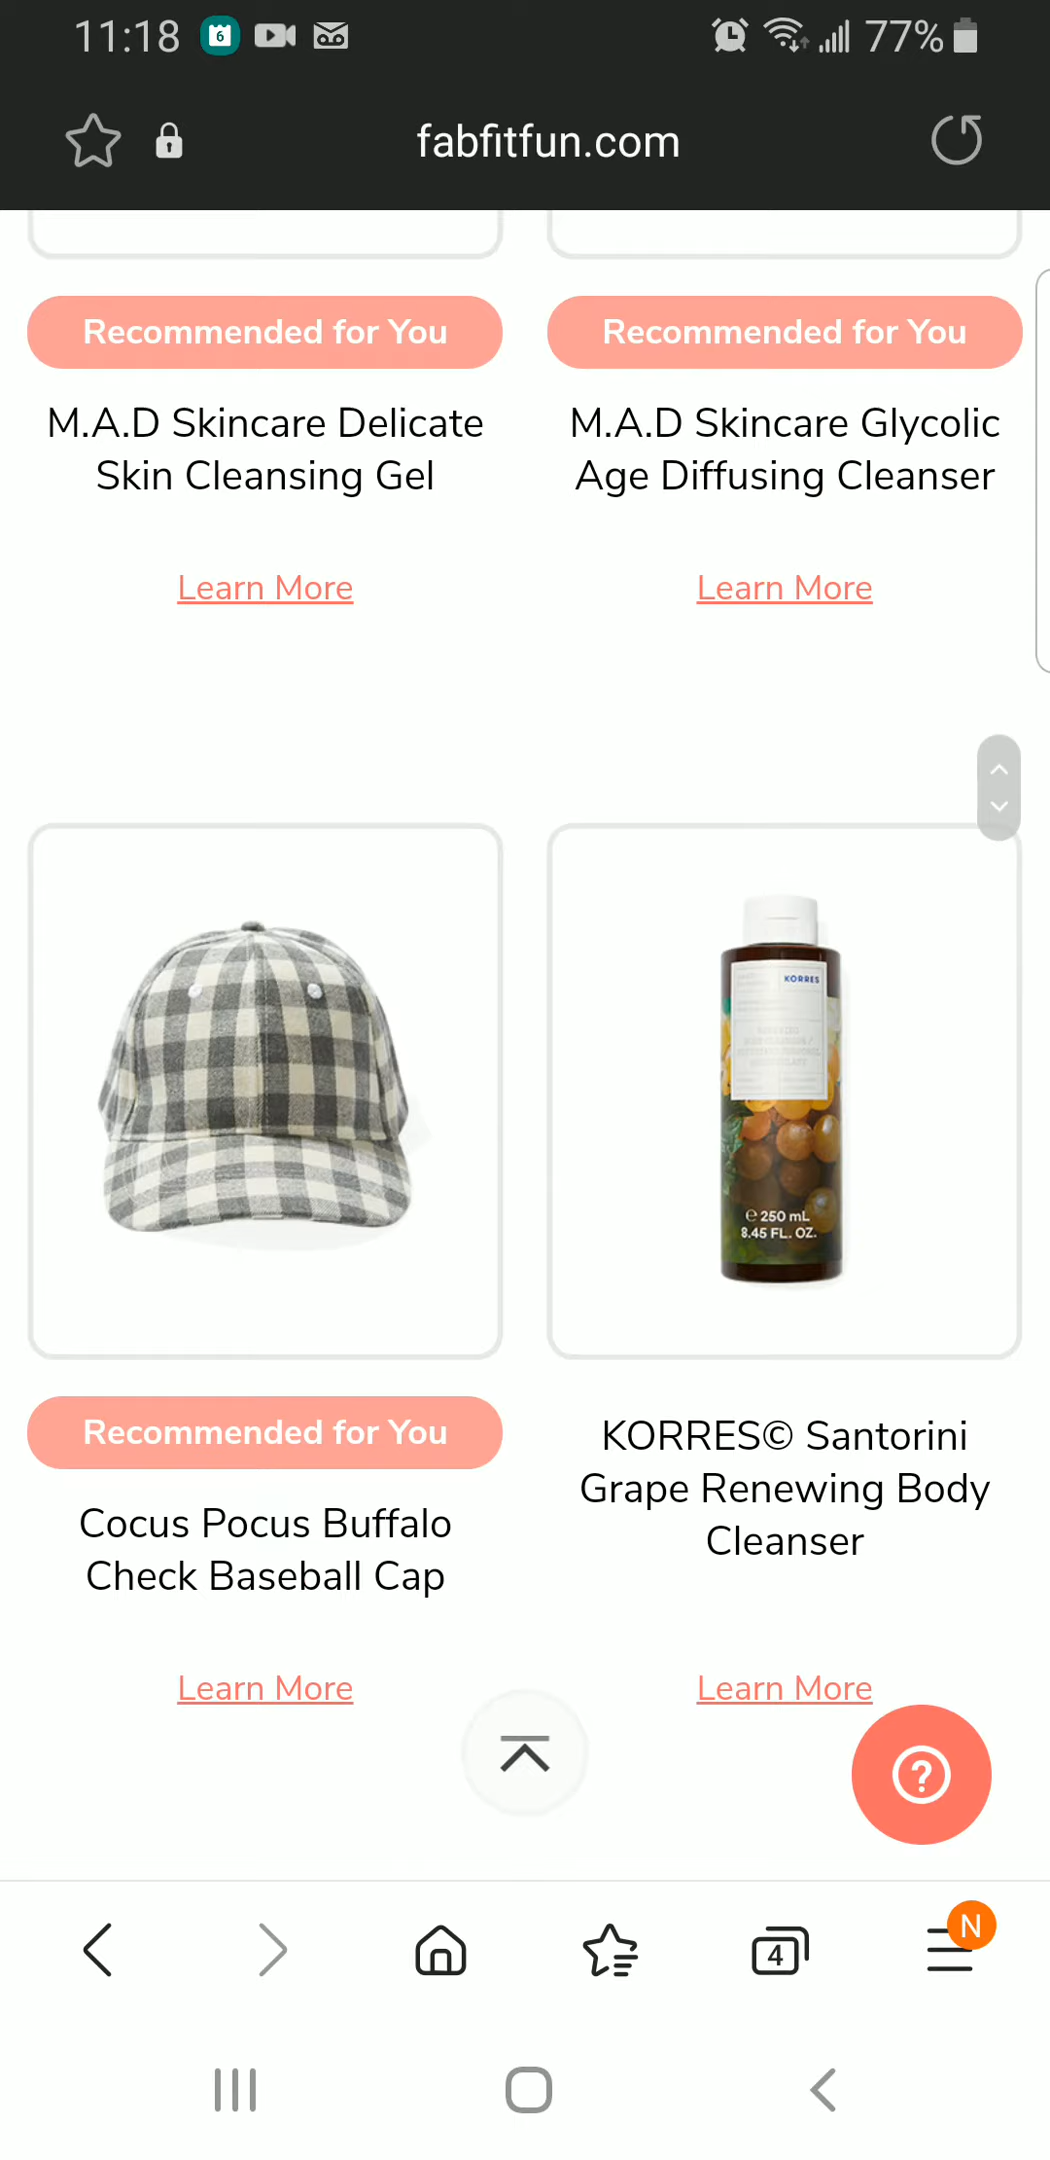 11:18
6
77%
fabfitfun.com
Recommended for You
Recommended for You
M.A.D Skincare Delicate
Skin Cleansing Gel
M.A.D Skincare Glycolic
Age Diffusing Cleanser
Learn More
Learn More
KORRES
℮ 250 mL
8.45 FL. OZ.
Recommended for You
Cocus Pocus Buffalo
Check Baseball Cap
KORRES© Santorini
Grape Renewing Body
Cleanser
Learn More
Learn More
?
4
N